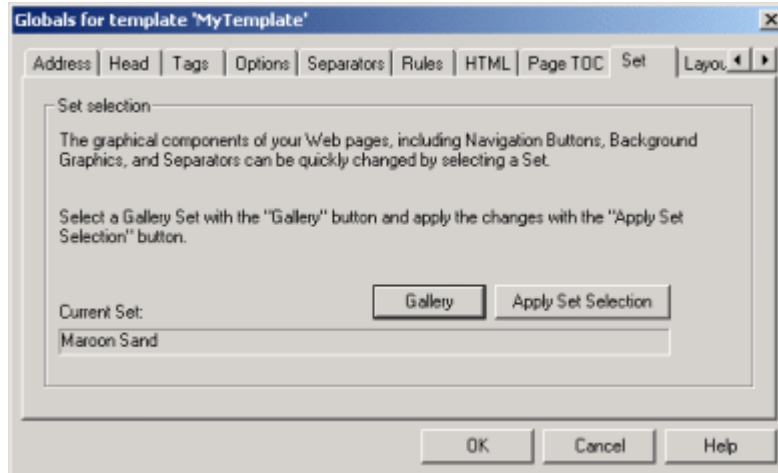 Globals for template 'MyTemplate'
Address Head Tags Options Separators Rules HTML Page TOC Set Layou
Set selection
The graphical components of your Web pages, including Navigation Buttons, Background
Graphics, and Separators can be quickly changed by selecting a Set.
Select a Gallery Set with the "Gallery" button and apply the changes with the "Apply Set
Selection" button.
Gallery Apply Set Selection
Current Set:
Maroon Sand
OK Cancel Help